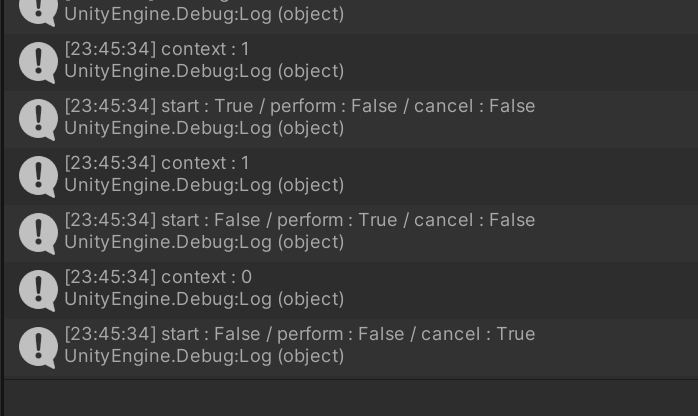 UnityEngine.Debug:Log (object)
[23:45:34] context : 1
UnityEngine.Debug:Log (object)
[23:45:34] start : True / perform : False / cancel : False
UnityEngine.Debug:Log (object)
[23:45:34] context : 1
UnityEngine.Debug:Log (object)
[23:45:34] start : False / perform : True / cancel : False
UnityEngine.Debug:Log (object)
[23:45:34] context : 0
UnityEngine.Debug:Log (object)
[23:45:34] start : False / perform : False / cancel : True
UnityEngine.Debug:Log (object)